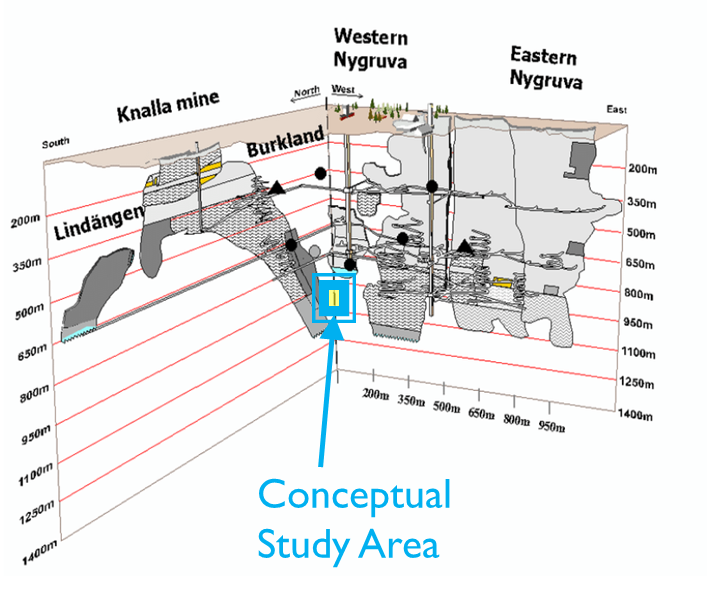 Western
Nygruva
Eastern
Nygruva
Knalla mine
North
West
East
South
Burkland
Lindängen
200m
350m
500m
650m
800m
950m
1100m
1250m
1400m
200m
350m
500m
650m
800m
950m
1100m
1250m
1400m
200m 350m 500m 650m 800m 950m
Conceptual
Study Area